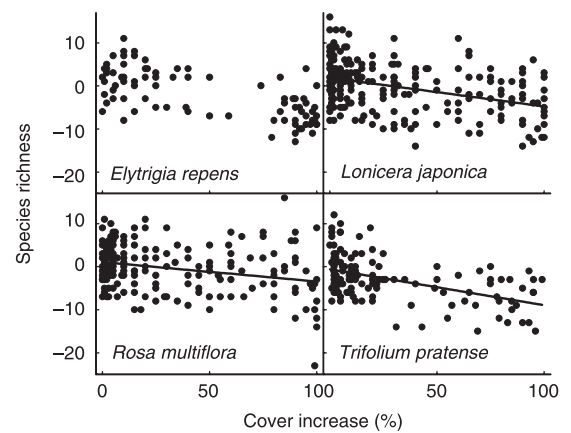 10
0
−10
−20
Elytrigia repens
Lonicera japonica
10
0
−10
−20
Rosa multiflora
Trifolium pratense
0
50
100
50
100
Species richness
Cover increase (%)